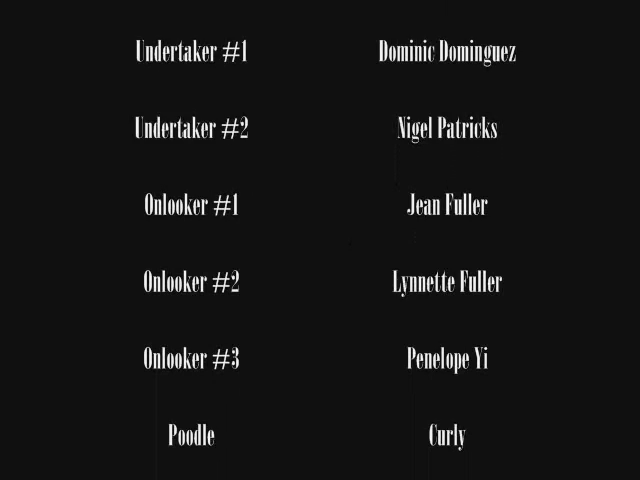 Undertaker #1 Dominic Dominguez
Undertaker #2 Nigel Patricks
Onlooker #1 Jean Fuller
Onlooker #2 Lynnette Fuller
Onlooker #3 Penelope Yi
Poodle Curly